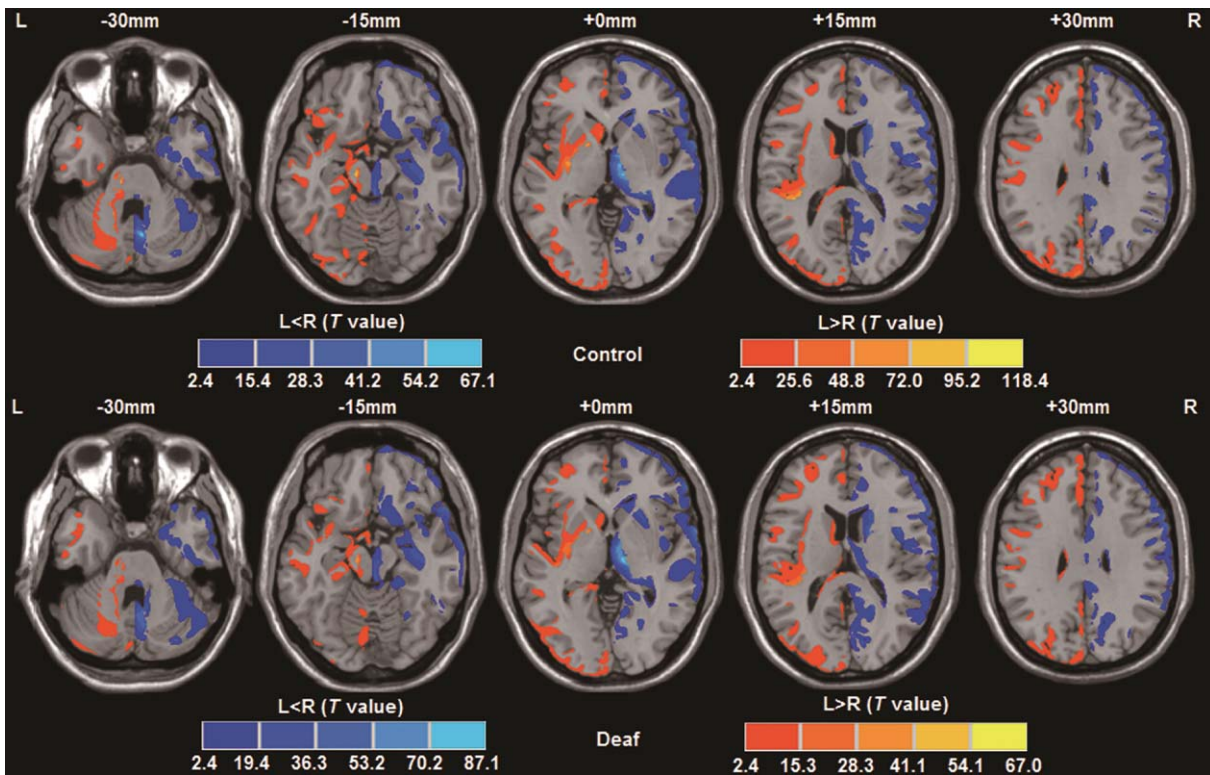 L -30mm -15mm +0mm +15mm +30mm R
L<R (T value) L>R (T value)
Control
2.4 15.4 28.3 41.2 54.2 67.1 2.4 25.6 48.8 72.0 95.2 118.4
L -30mm -15mm +0mm +15mm +30mm R
L<R (T value) L>R (T value)
Deaf
2.4 19.4 36.3 53.2 70.2 87.1 2.4 15.3 28.3 41.1 54.1 67.0